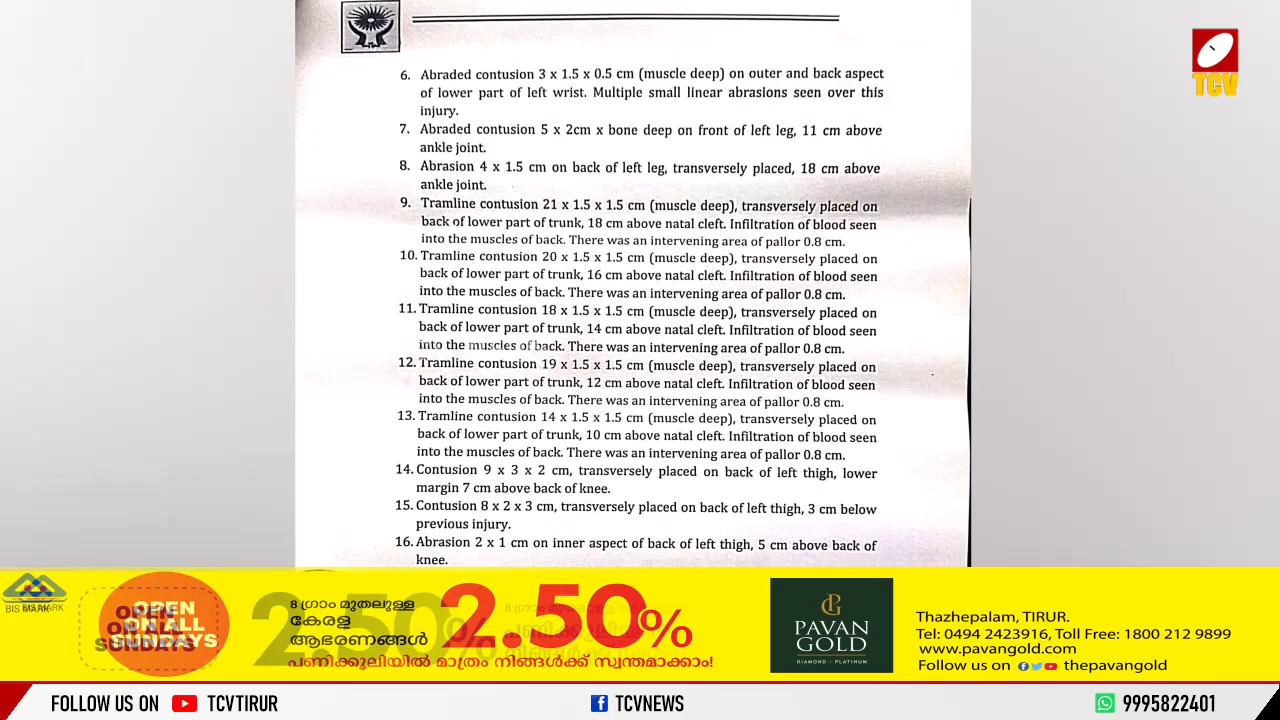 6. Abraded contusion 3 x 1.5 x 0.5 cm (muscle deep) on outer and back aspect
of lower part of left wrist. Multiple small linear abrasions seen over this
injury.
7. Abraded contusion 5 x 2cm x bone deep on front of left leg, 11 cm above
ankle joint.
8. Abrasion 4 x 1.5 cm on back of left leg, transversely placed, 18 cm above
ankle joint.
9. Tramline contusion 21 x 1.5 x 1.5 cm (muscle deep), transversely placed on
back of lower part of trunk, 18 cm above natal cleft. Infiltration of blood seen
into the muscles of back. There was an intervening area of pallor 0.8 cm.
10. Tramline contusion 20 x 1.5 x 1.5 cm (muscle deep), transversely placed on
back of lower part of trunk, 16 cm above natal cleft. Infiltration of blood seen
into the muscles of back. There was an intervening area of pallor 0.8 cm.
11. Tramline contusion 18 x 1.5 x 1.5 cm (muscle deep), transversely placed on
back of lower part of trunk, 14 cm above natal cleft. Infiltration of blood seen
into the muscles of back. There was an intervening area of pallor 0.8 cm.
12. Tramline contusion 19 x 1.5 x 1.5 cm (muscle deep), transversely placed on
back of lower part of trunk, 12 cm above natal cleft. Infiltration of blood seen
into the muscles of back. There was an intervening area of pallor 0.8 cm.
13. Tramline contusion 14 x 1.5 x 1.5 cm (muscle deep), transversely placed on
back of lower part of trunk, 10 cm above natal cleft. Infiltration of blood seen
into the muscles of back. There was an intervening area of pallor 0.8 cm.
14. Contusion 9 x 3 x 2 cm, transversely placed on back of left thigh, lower
margin 7 cm above back of knee.
15. Contusion 8 x 2 x 3 cm, transversely placed on back of left thigh, 3 cm below
previous injury.
16. Abrasion 2 x 1 cm on inner aspect of back of left thigh, 5 cm above back of
knee.
TCV
BIS MARK
OPEN
ON ALL
SUNDAYS
8 ഗ്രാം മുതലുള്ള
കേരള
ആഭരണങ്ങൾ
2.50%
പണിക്കൂലിയിൽ മാത്രം നിങ്ങൾക്ക് സ്വന്തമാക്കാം!
PAVAN
GOLD
DIAMOND · PLATINUM
Thazhepalam, TIRUR.
Tel: 0494 2423916, Toll Free: 1800 212 9899
www.pavangold.com
Follow us on thepavangold
FOLLOW US ON TCVTIRUR TCVNEWS 9995822401